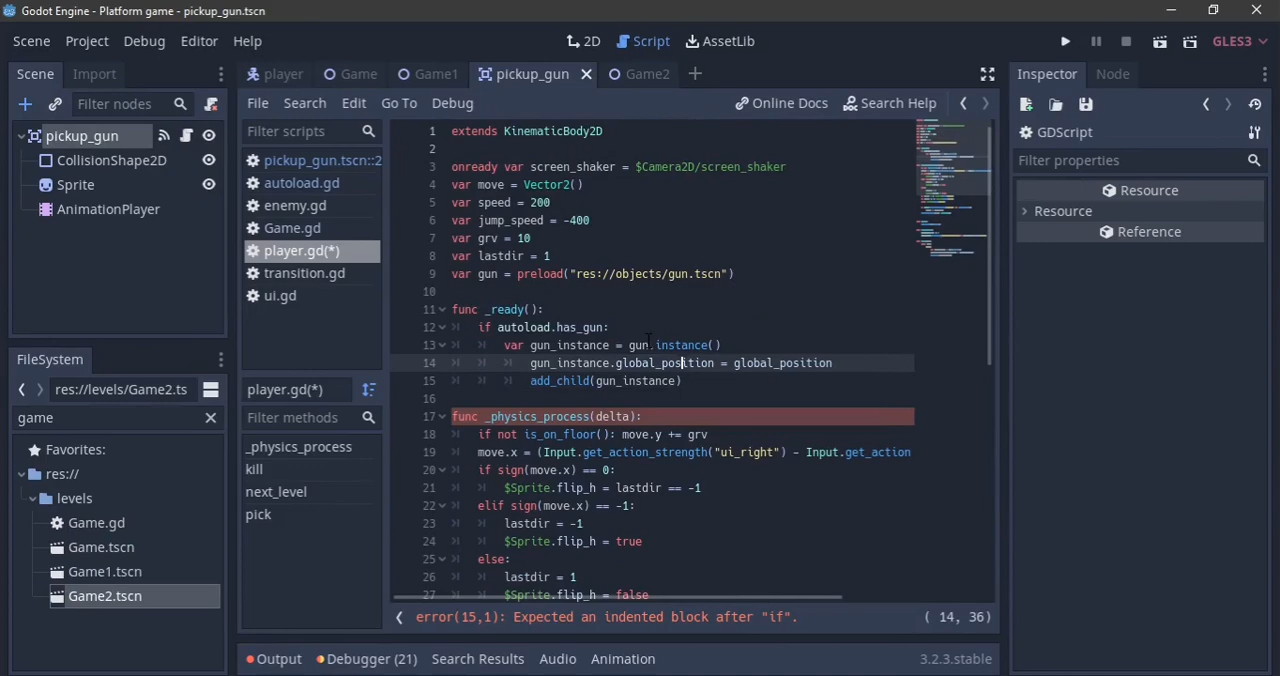 Godot Engine - Platform game - pickup_gun.tscn
Scene Project Debug Editor Help
2D Script AssetLib
GLES3
Scene Import
Filter nodes
pickup_gun
CollisionShape2D
Sprite
AnimationPlayer
FileSystem
res://levels/Game2.ts
game
Favorites:
res://
levels
Game.gd
Game.tscn
Game1.tscn
Game2.tscn
player Game Game1 pickup_gun Game2
File Search Edit Go To Debug
Online Docs Search Help
Filter scripts
pickup_gun.tscn::2
autoload.gd
enemy.gd
Game.gd
player.gd(*)
transition.gd
ui.gd
player.gd(*)
Filter methods
_physics_process
kill
next_level
pick
1 extends KinematicBody2D
2
3 onready var screen_shaker = $Camera2D/screen_shaker
4 var move = Vector2()
5 var speed = 200
6 var jump_speed = -400
7 var grv = 10
8 var lastdir = 1
9 var gun = preload("res://objects/gun.tscn")
10
11 func _ready():
12 if autoload.has_gun:
13 var gun_instance = gun.instance()
14 gun_instance.global_position = global_position
15 add_child(gun_instance)
16
17 func _physics_process(delta):
18 if not is_on_floor(): move.y += grv
19 move.x = (Input.get_action_strength("ui_right") - Input.get_action
20 if sign(move.x) == 0:
21 $Sprite.flip_h = lastdir == -1
22 elif sign(move.x) == -1:
23 lastdir = -1
24 $Sprite.flip_h = true
25 else:
26 lastdir = 1
27 $Sprite.flip_h = false
error(15,1): Expected an indented block after "if".
( 14, 36)
Output Debugger (21) Search Results Audio Animation
3.2.3.stable
Inspector Node
GDScript
Filter properties
Resource
Resource
Reference